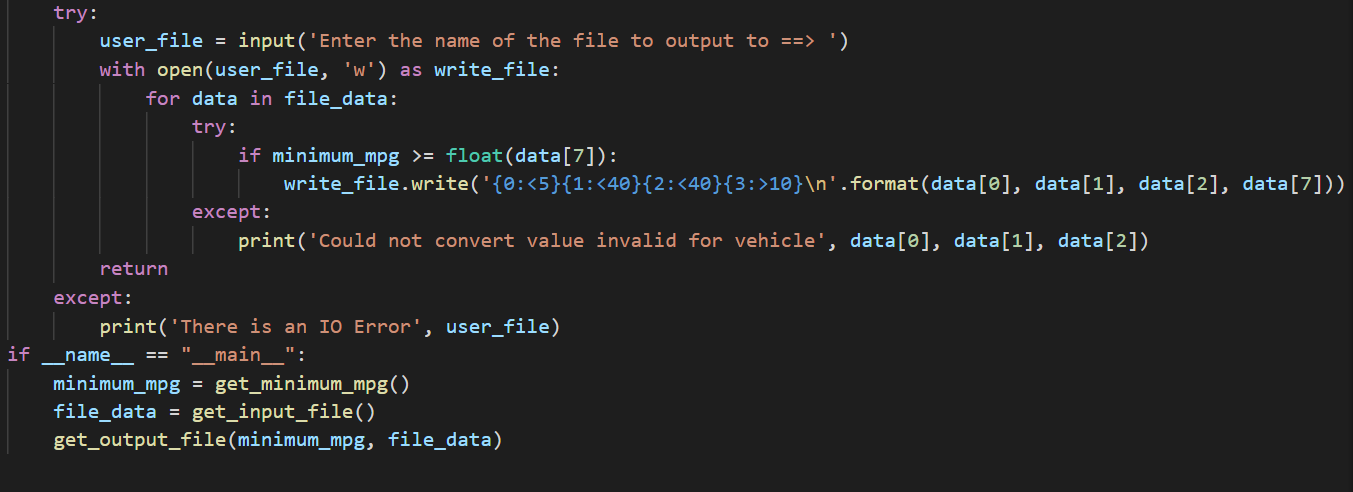 try:
user_file = input('Enter the name of the file to output to ==> ')
with open(user_file, 'w') as write_file:
for data in file_data:
try:
if minimum_mpg >= float(data[7]):
write_file.write('{0:<5}{1:<40}{2:<40}{3:>10}\n'.format(data[0], data[1], data[2], data[7]))
except:
print('Could not convert value invalid for vehicle', data[0], data[1], data[2])
return
except:
print('There is an IO Error', user_file)
if __name__ == "__main__":
minimum_mpg = get_minimum_mpg()
file_data = get_input_file()
get_output_file(minimum_mpg, file_data)